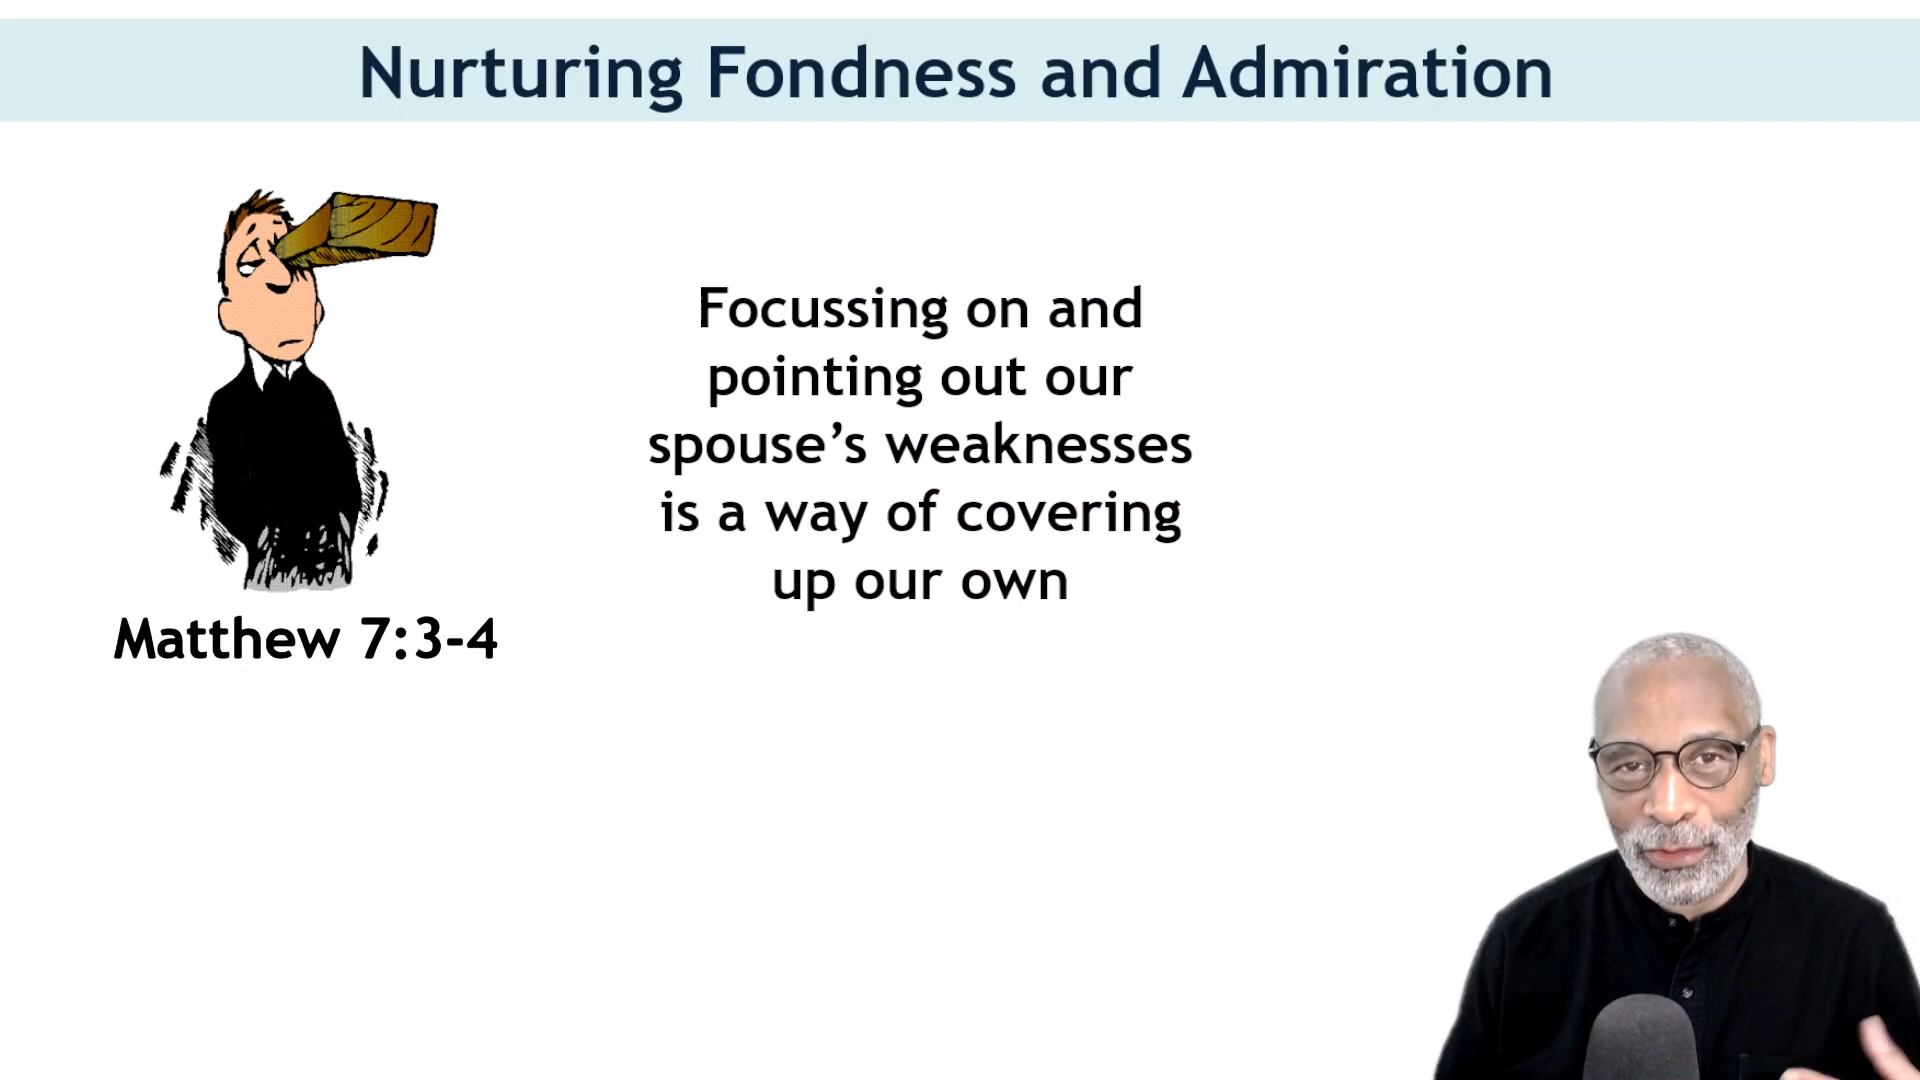 Nurturing Fondness and Admiration
Focussing on and
pointing out our
spouse’s weaknesses
is a way of covering
up our own
Matthew 7:3-4